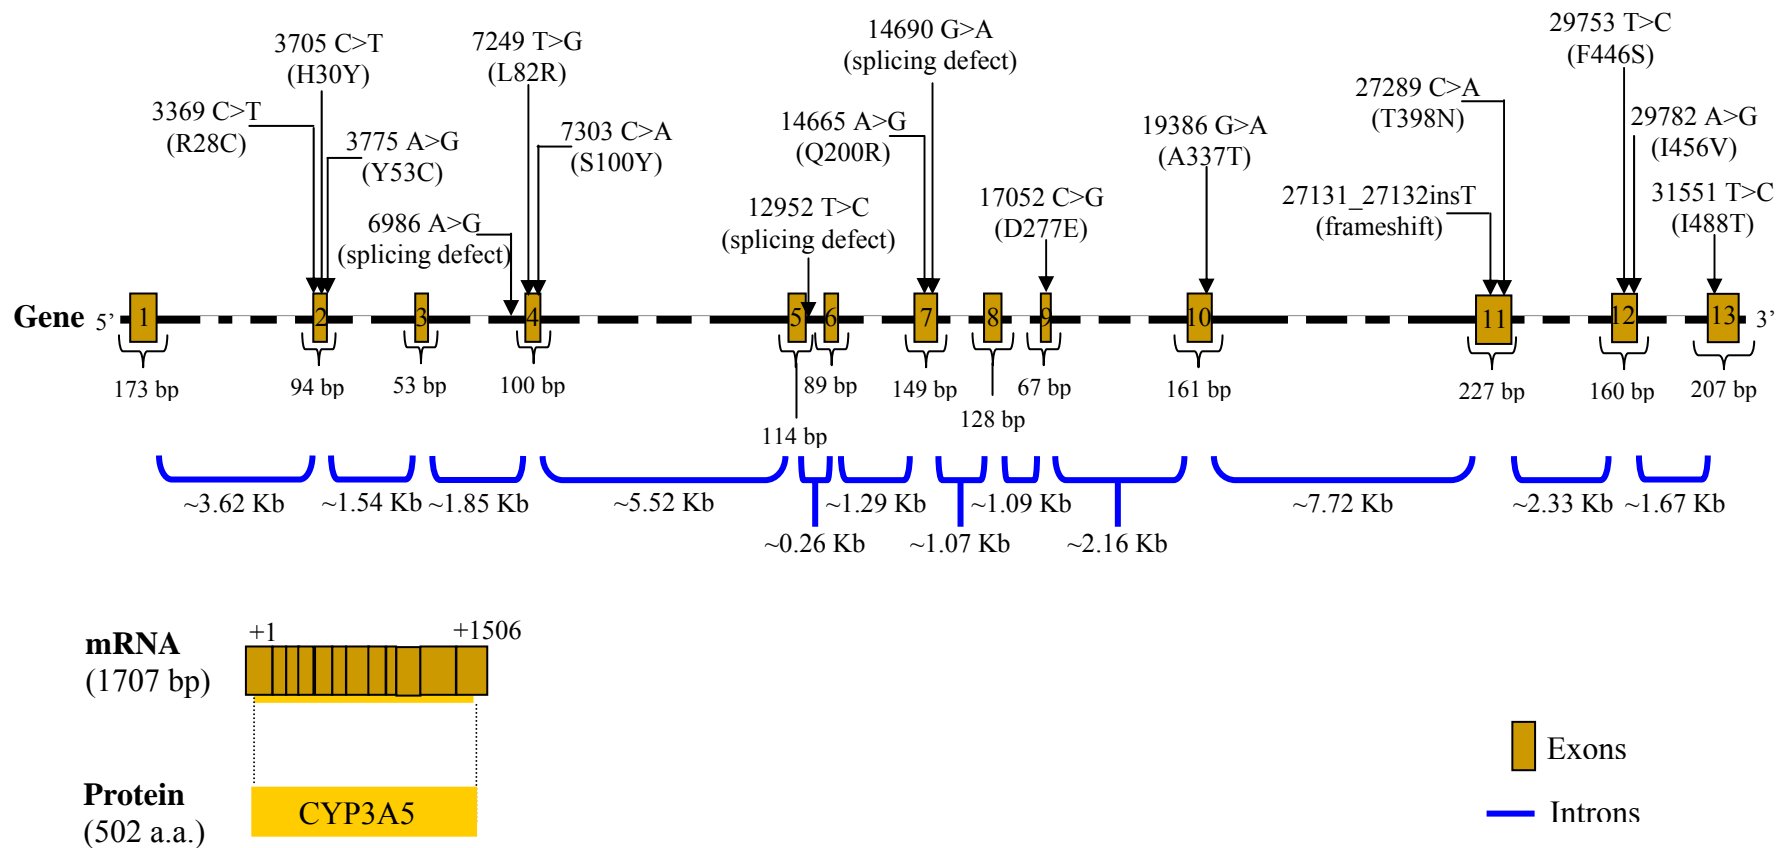 3705 C>T
(H30Y)
7249 T>G
(L82R)
14690 G>A
(splicing defect)
29753 T>C
(F446S)
3369 C>T
(R28C)
3775 A>G
(Y53C)
7303 C>A
(S100Y)
14665 A>G
(Q200R)
19386 G>A
(A337T)
27289 C>A
(T398N)
29782 A>G
(I456V)
6986 A>G
(splicing defect)
12952 T>C
(splicing defect)
17052 C>G
(D277E)
27131_27132insT
(frameshift)
31551 T>C
(I488T)
Gene 5’ 1 2 3 4 5 6 7 8 9 10 11 12 13 3’
173 bp 94 bp 53 bp 100 bp 89 bp 149 bp 67 bp 161 bp 227 bp 160 bp 207 bp
114 bp 128 bp
~3.62 Kb ~1.54 Kb ~1.85 Kb ~5.52 Kb ~1.29 Kb ~1.09 Kb ~7.72 Kb ~2.33 Kb ~1.67 Kb
~0.26 Kb ~1.07 Kb ~2.16 Kb
+1 +1506
mRNA
(1707 bp)
Protein
(502 a.a.)
CYP3A5
Exons
Introns